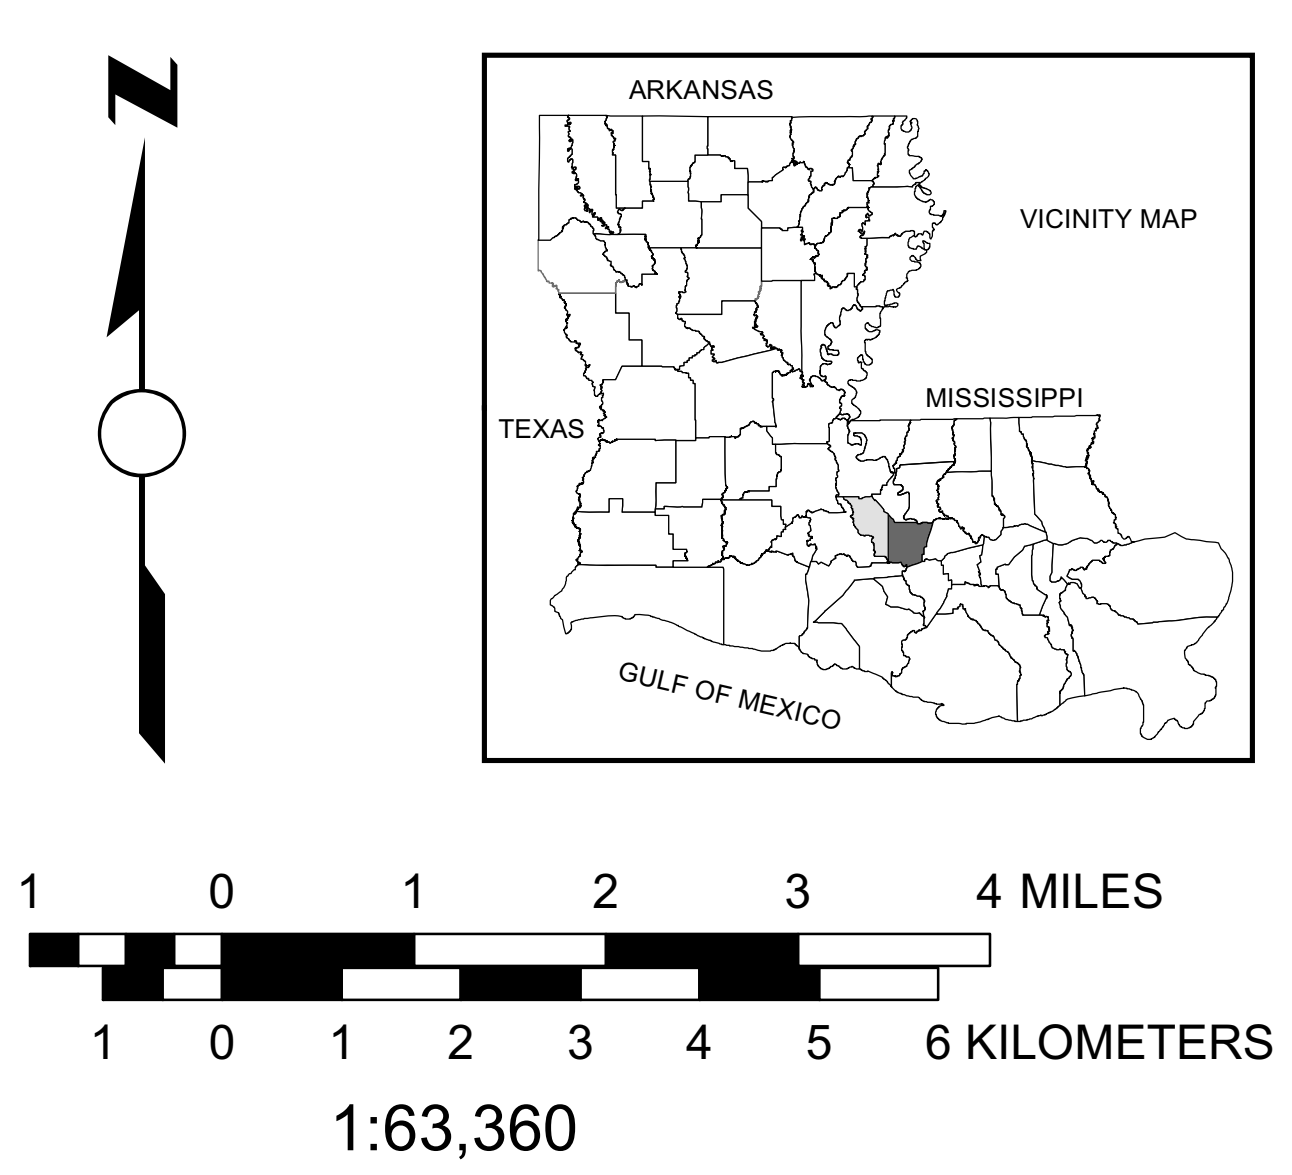 N
ARKANSAS
VICINITY MAP
MISSISSIPPI
TEXAS
GULF OF MEXICO
1 0 1 2 3 4 MILES
1 0 1 2 3 4 5 6 KILOMETERS
1:63,360